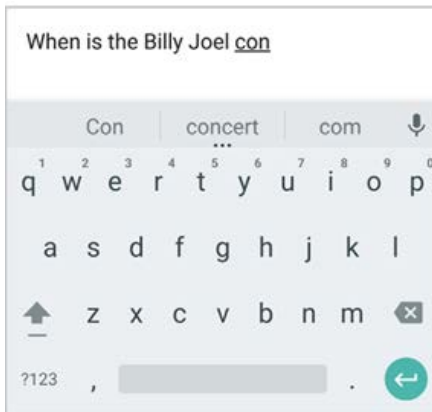 When is the Billy Joel con
Con concert com
1 2 3 4 5 6 7 8 9 0
q w e r t y u i o p
a s d f g h j k l
z x c v b n m
?123 , .